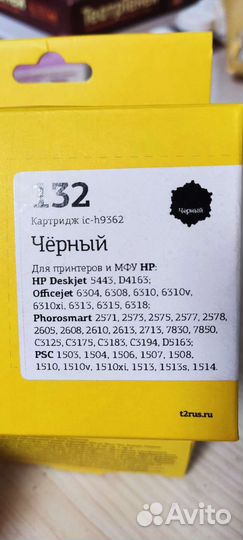 132
Картридж ic-h9362
Чёрный
Чёрный
Для принтеров и МФУ HP:
HP Deskjet 5443, D4163;
Officejet 6304, 6308, 6310, 6310v,
6310xi, 6313, 6315, 6318;
Phorosmart 2571, 2573, 2575, 2577, 2578,
2605, 2608, 2610, 2613, 2713, 7830, 7850,
C3125, C3175, C3183, C3194, D5163;
PSC 1503, 1504, 1506, 1507, 1508,
1510, 1510v, 1510xi, 1513, 1513s, 1514.
t2rus.ru
Avito